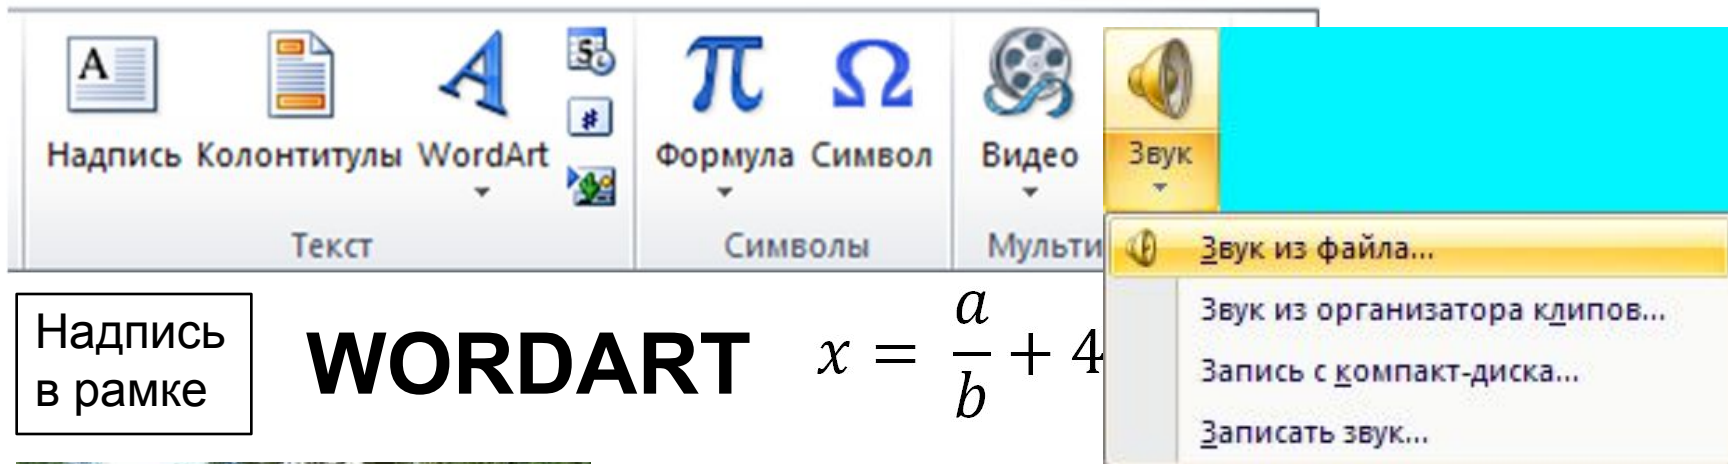 Надпись Колонтитулы WordArt Формула Символ Видео Звук
Текст Символы Мульти
Звук из файла...
Звук из организатора клипов...
Запись с компакт-диска...
Записать звук...
Надпись
в рамке
WORDART
x = a/b + 4